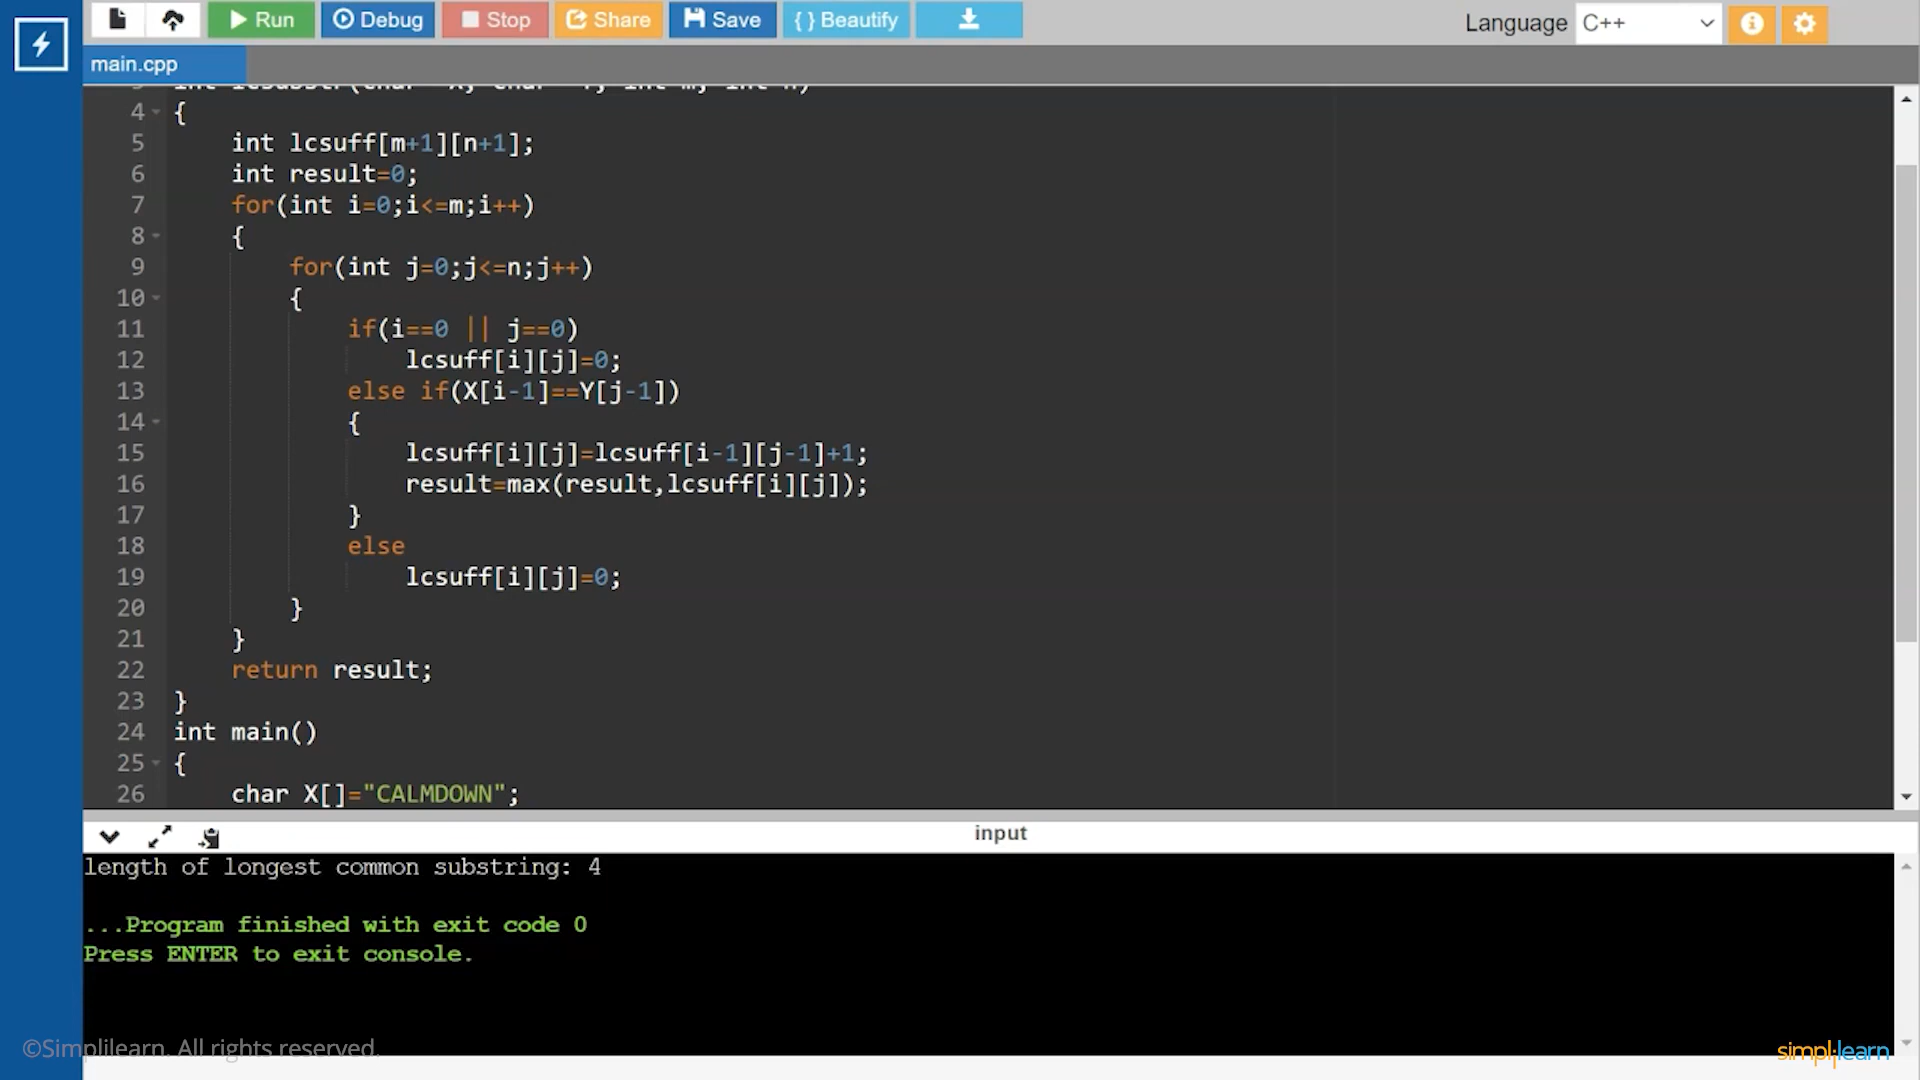 Run Debug Stop Share Save { } Beautify Language C++
main.cpp
4 {
5 int lcsuff[m+1][n+1];
6 int result=0;
7 for(int i=0;i<=m;i++)
8 {
9 for(int j=0;j<=n;j++)
10 {
11 if(i==0 || j==0)
12 lcsuff[i][j]=0;
13 else if(X[i-1]==Y[j-1])
14 {
15 lcsuff[i][j]=lcsuff[i-1][j-1]+1;
16 result=max(result,lcsuff[i][j]);
17 }
18 else
19 lcsuff[i][j]=0;
20 }
21 }
22 return result;
23 }
24 int main()
25 {
26 char X[]="CALMDOWN";
input
length of longest common substring: 4
...Program finished with exit code 0
Press ENTER to exit console.
©Simplilearn. All rights reserved.
simplilearn